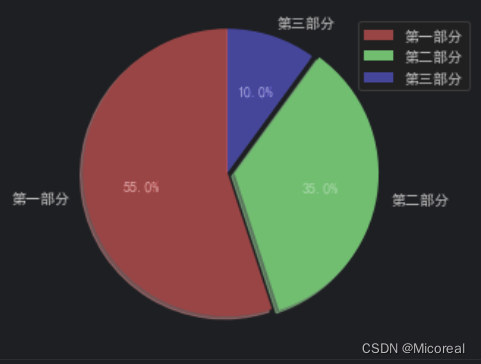 第三部分
第一部分
第二部分
第三部分
10.0%
55.0%
35.0%
第一部分
第二部分
CSDN @Micoreal